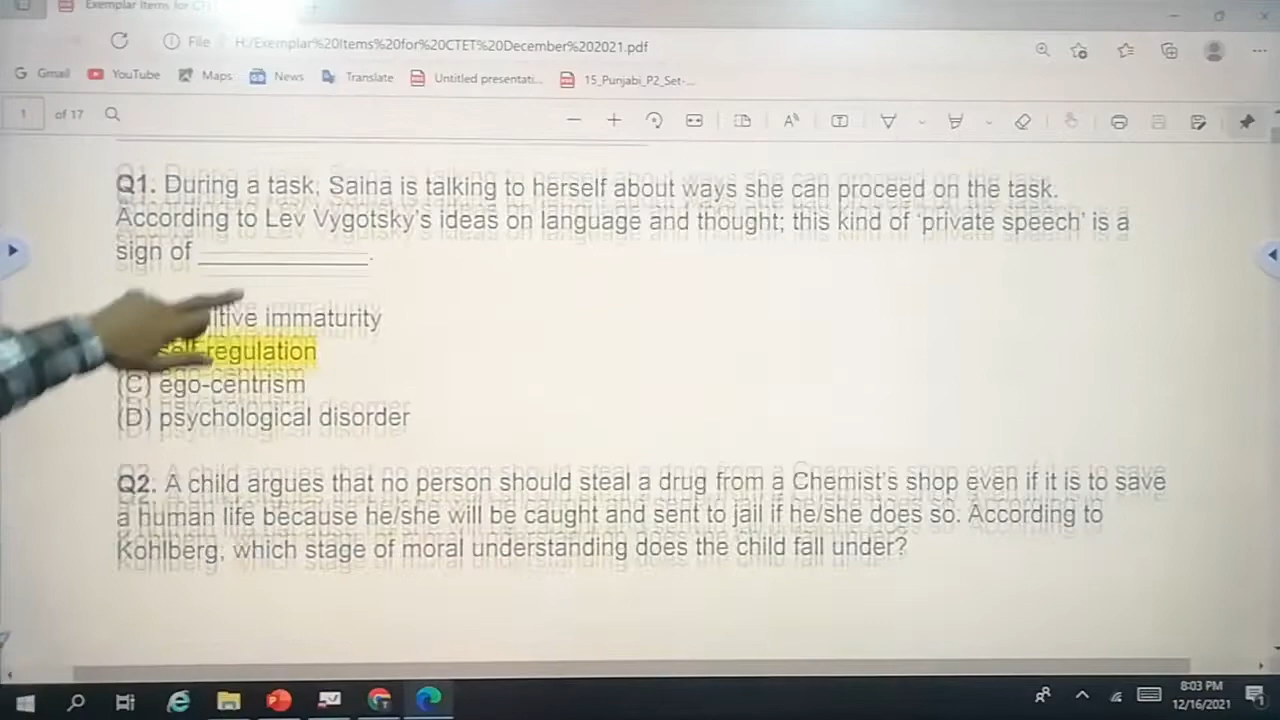 Exemplar Items for
File H:/Exemplar%20Items%20for%20CTET%20December%202021.pdf
Gmail YouTube Maps News Translate Untitled presentati... 15_Punjabi_P2_Set-...
1 of 17
Q1. During a task, Saina is talking to herself about ways she can proceed on the task.
According to Lev Vygotsky's ideas on language and thought; this kind of 'private speech' is a
sign of ____________.
immaturity
self-regulation
(C) ego-centrism
(D) psychological disorder
Q2. A child argues that no person should steal a drug from a Chemist's shop even if it is to save
a human life because he/she will be caught and sent to jail if he/she does so. According to
Kohlberg, which stage of moral understanding does the child fall under?
8:03 PM
12/16/2021